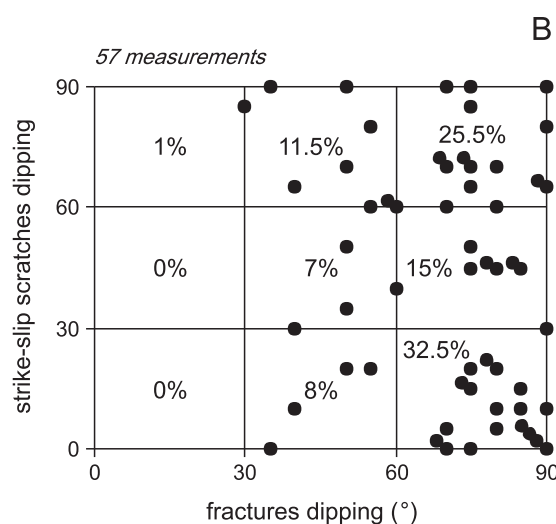 B
57 measurements
strike-slip scratches dipping
90
60
30
0
1% 11.5% 25.5%
0% 7% 15%
0% 8% 32.5%
0 30 60 90
fractures dipping (°)